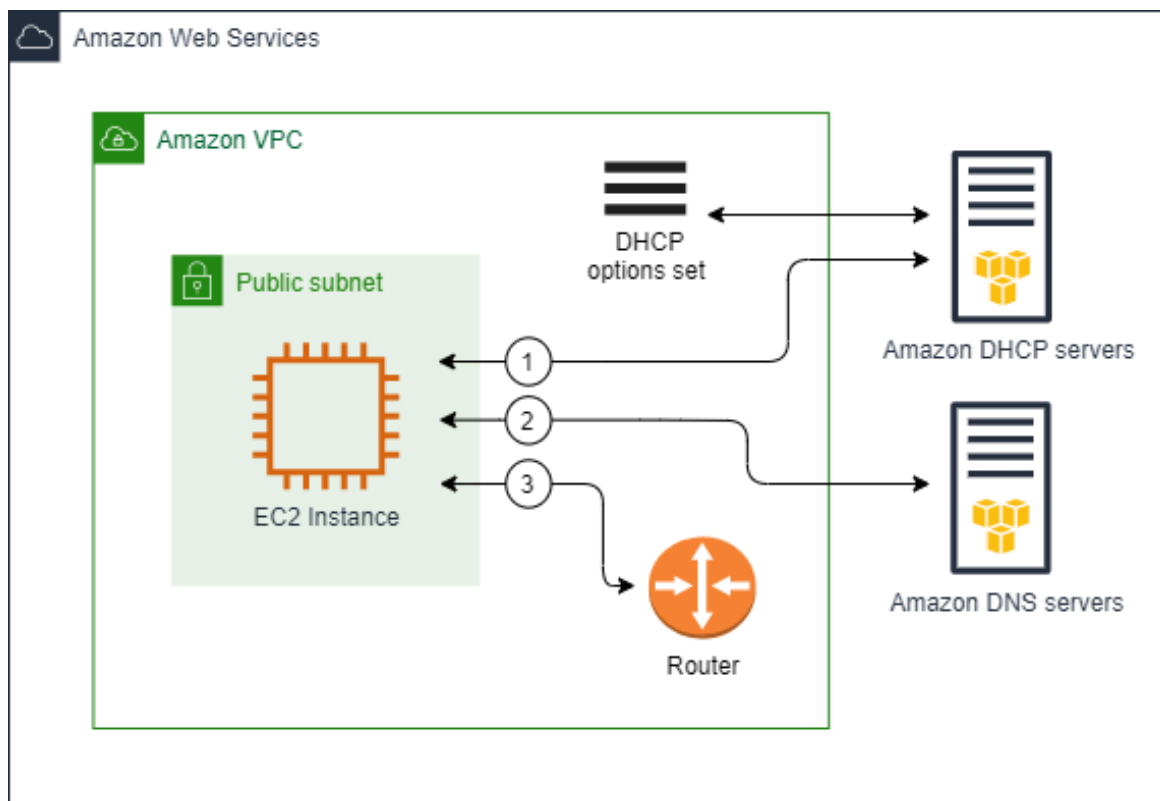 Amazon Web Services
Amazon VPC
DHCP
options set
Public subnet
1
2
3
EC2 Instance
Router
Amazon DHCP servers
Amazon DNS servers